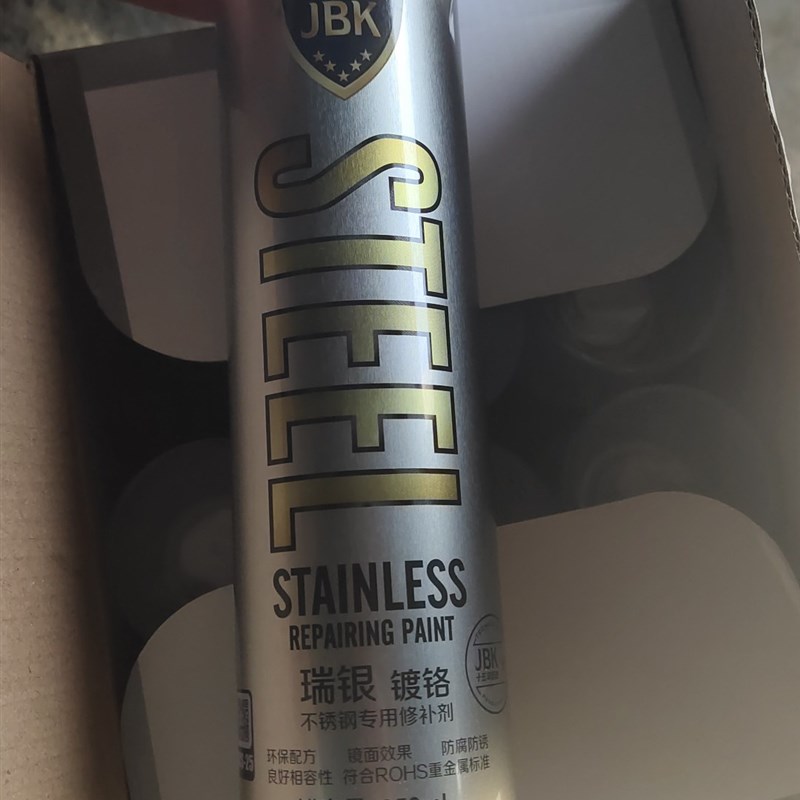 JBK
STEEL
STAINLESS
REPAIRING PAINT
JBK
瑞银 镀铬
不锈钢专用修补剂
环保配方 镜面效果 防腐防锈
良好相容性 符合ROHS重金属标准